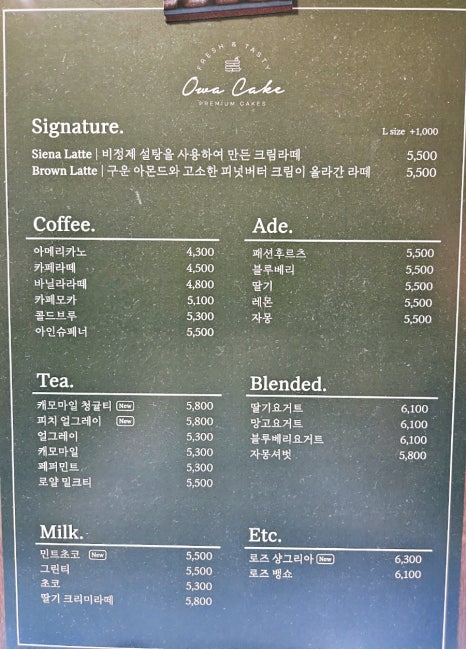 FRESH & TASTY
Owa Cake
PREMIUM CAKES
Signature.
L size +1,000
Siena Latte | 비정제 설탕을 사용하여 만든 크림라떼 5,500
Brown Latte | 구운 아몬드와 고소한 피넛버터 크림이 올라간 라떼 5,500
Coffee.
아메리카노 4,300
카페라떼 4,500
바닐라라떼 4,800
카페모카 5,100
콜드브루 5,300
아인슈페너 5,500
Ade.
패션후르츠 5,500
블루베리 5,500
딸기 5,500
레몬 5,500
자몽 5,500
Tea.
캐모마일 청귤티 New 5,800
피치 얼그레이 New 5,800
얼그레이 5,300
캐모마일 5,300
페퍼민트 5,300
로얄 밀크티 5,500
Blended.
딸기요거트 6,100
망고요거트 6,100
블루베리요거트 6,100
자몽셔벗 5,800
Milk.
민트초코 New 5,500
그린티 5,500
초코 5,300
딸기 크리미라떼 5,800
Etc.
로즈 샹그리아 New 6,300
로즈 뱅쇼 6,100